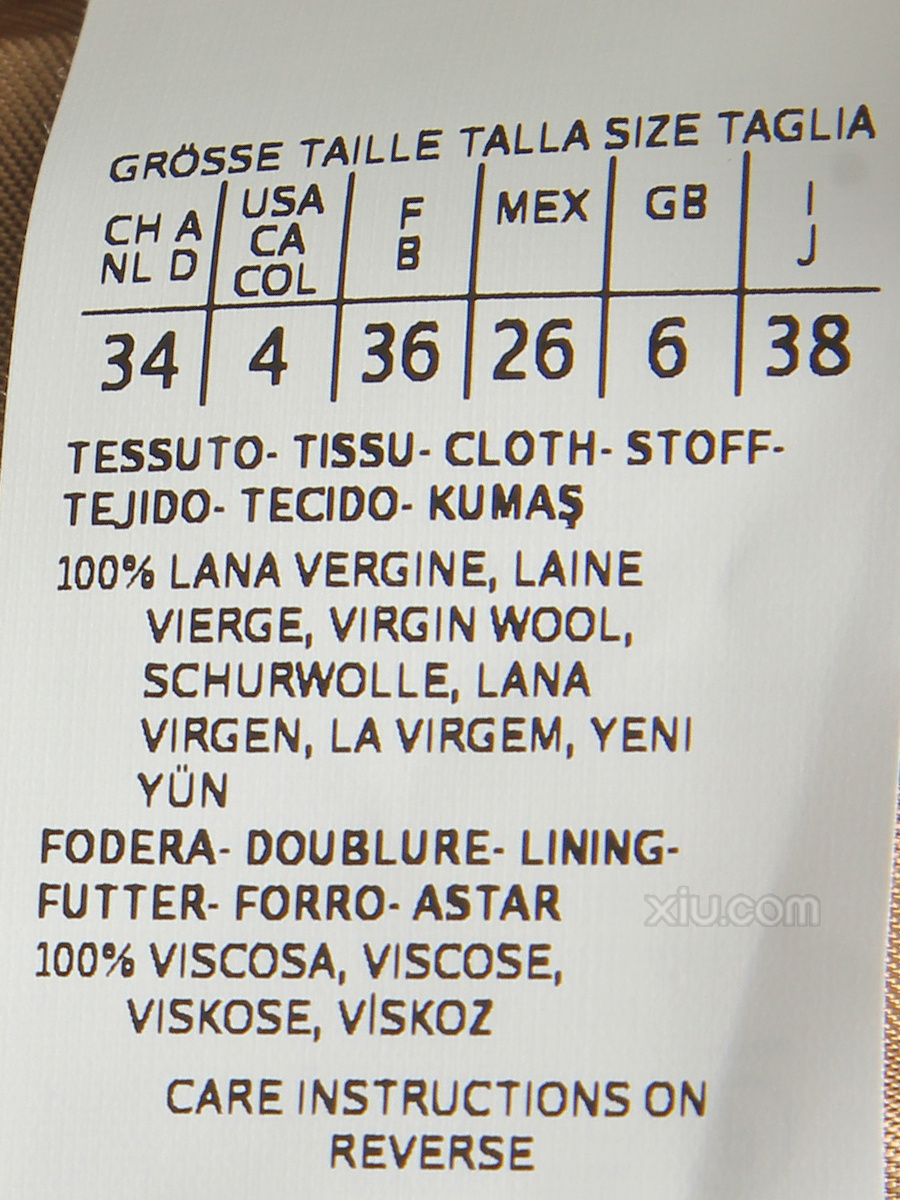 GRÖSSE TAILLE TALLA SIZE TAGLIA
CH A NL D | USA CA COL | F B | MEX | GB | I J
34 | 4 | 36 | 26 | 6 | 38
TESSUTO- TISSU- CLOTH- STOFF-
TEJIDO- TECIDO- KUMAŞ
100% LANA VERGINE, LAINE
VIERGE, VIRGIN WOOL,
SCHURWOLLE, LANA
VIRGEN, LA VIRGEM, YENI
YÜN
FODERA- DOUBLURE- LINING-
FUTTER- FORRO- ASTAR
xiu.com
100% VISCOSA, VISCOSE,
VISKOSE, VİSKOZ
CARE INSTRUCTIONS ON
REVERSE